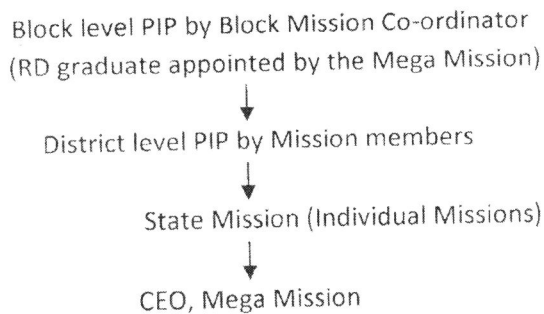 Block level PIP by Block Mission Co-ordinator
(RD graduate appointed by the Mega Mission)
District level PIP by Mission members
State Mission (Individual Missions)
CEO, Mega Mission